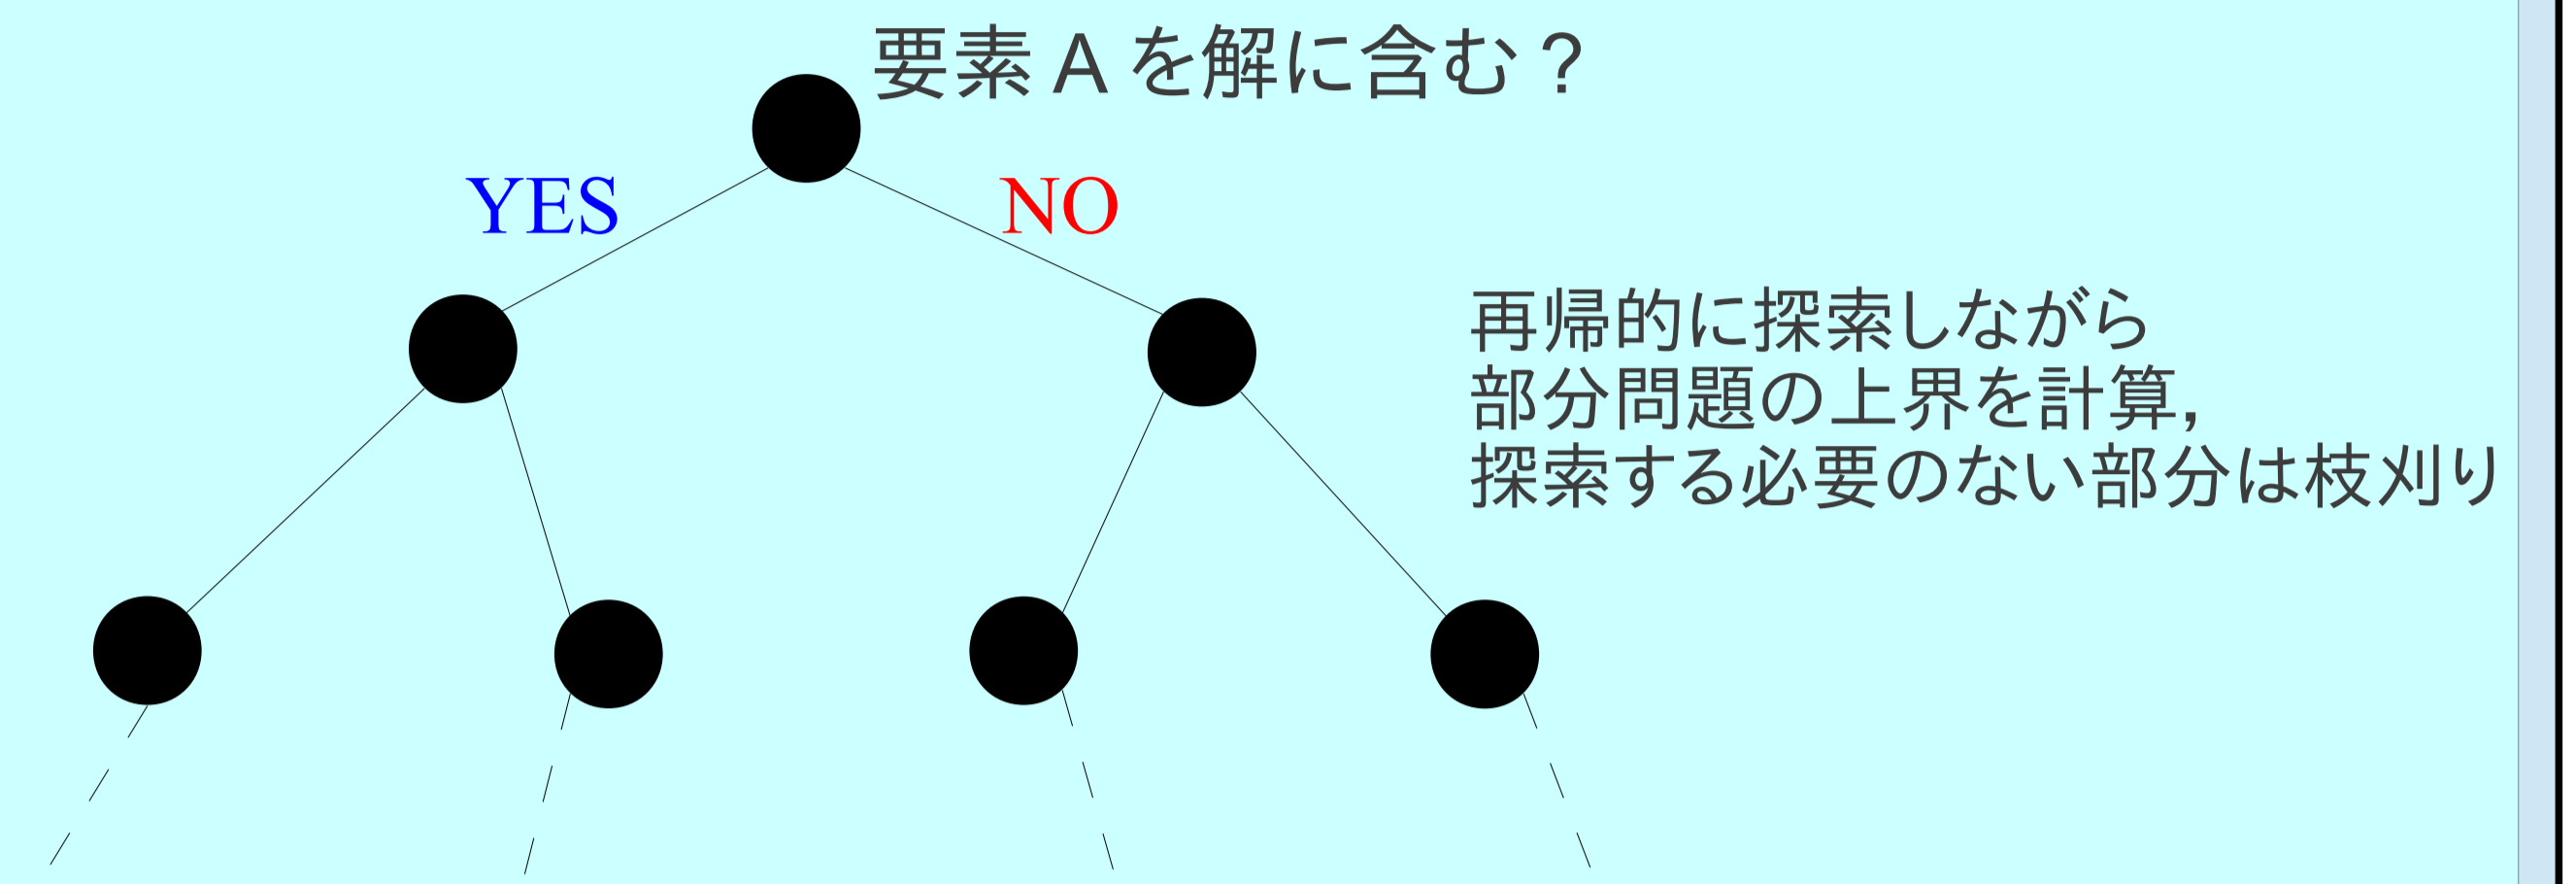 要素 A を解に含む？
YES
NO
再帰的に探索しながら
部分問題の上界を計算，
探索する必要のない部分は枝刈り